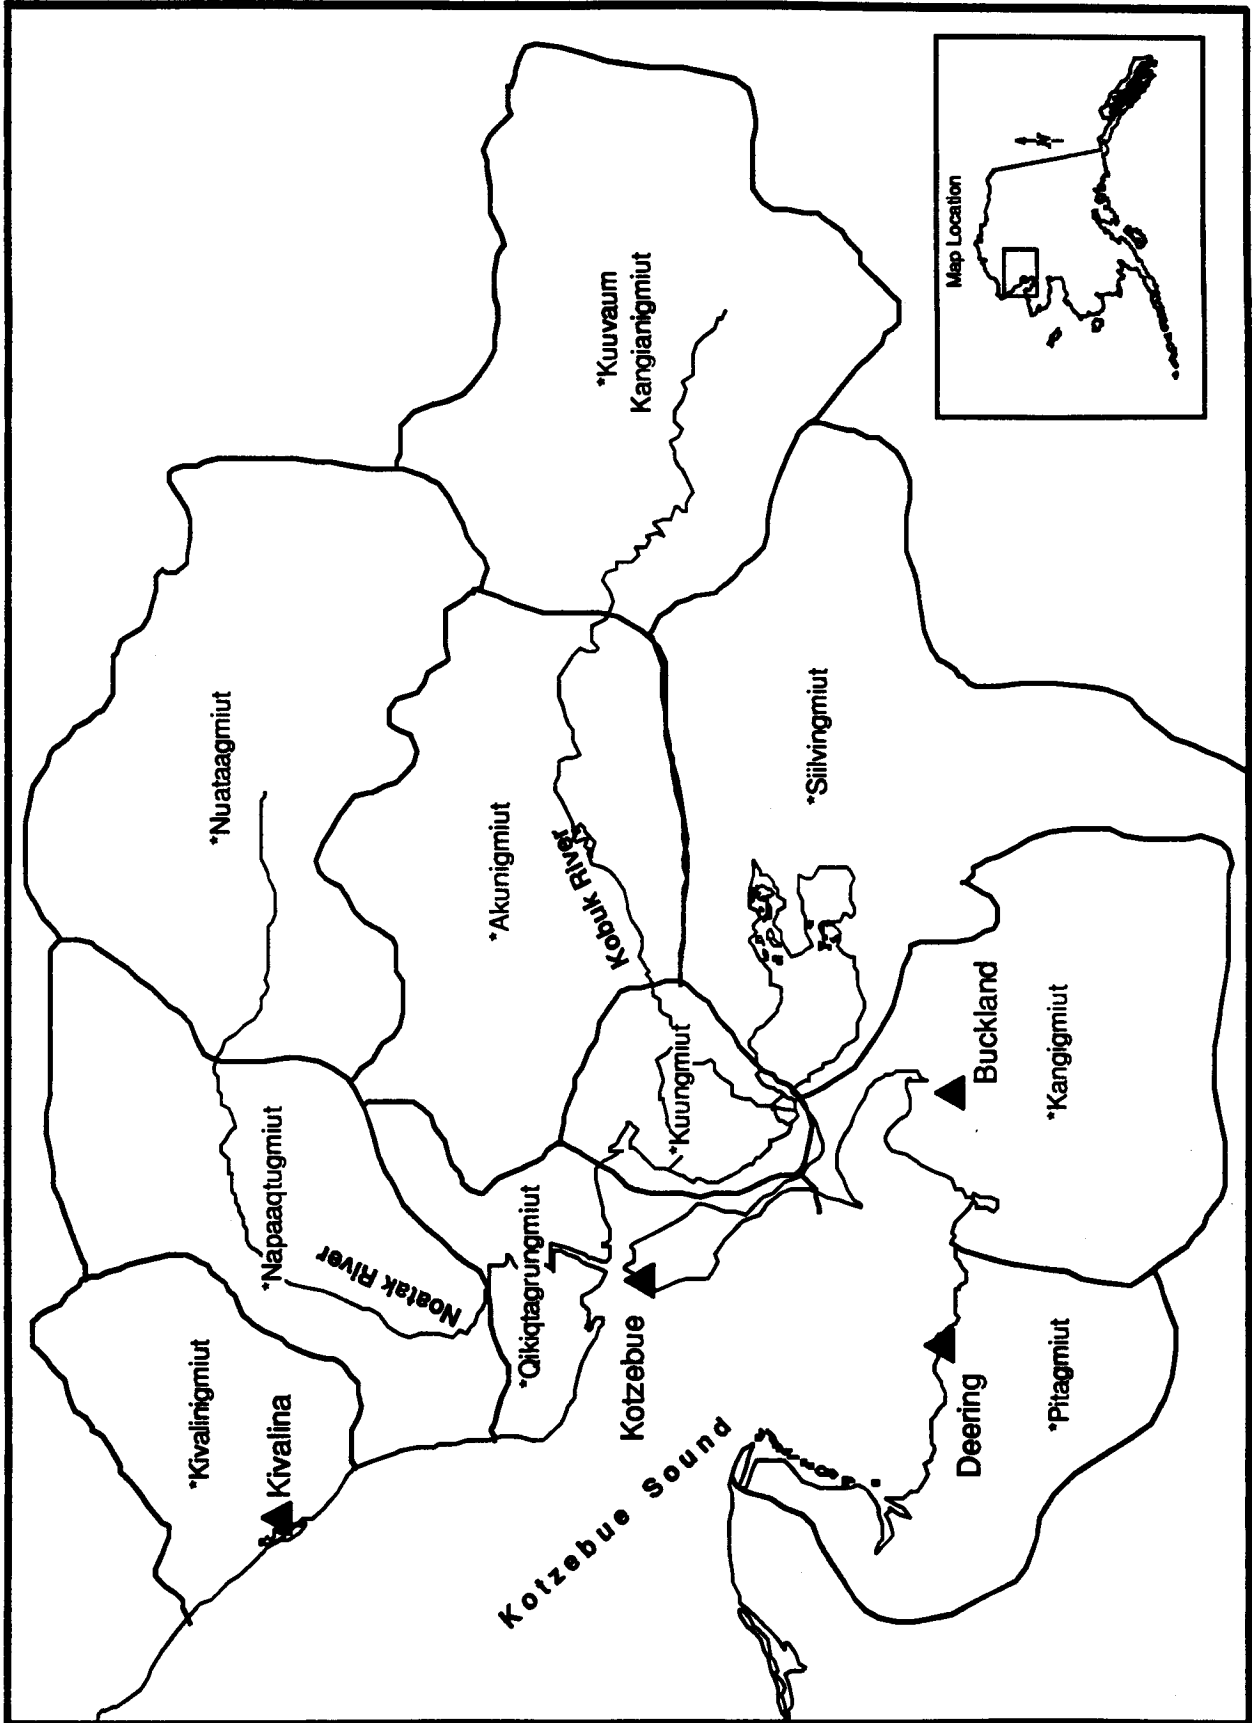 *Nuataagmiut
*Kuuvaum
Kangianigmiut
*Kivalinigmiut
Kivalina
*Napaaqtugmiut
Noatak River
*Akunigmiut
*Qikiqtagrungmiut
Kobuk River
*Kuungmiut
Kotzebue
*Siilvingmiut
Kotzebue Sound
Buckland
Deering
*Kangigmiut
*Pitagmiut
Map Location
N